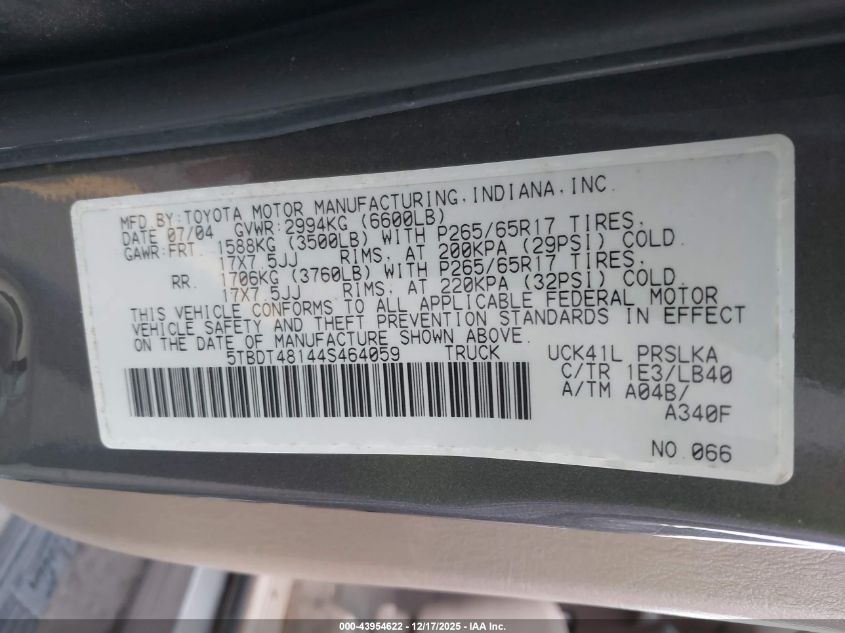 MFD.BY:TOYOTA MOTOR MANUFACTURING,INDIANA,INC.
DATE 07/04 GVWR:2994KG (6600LB)
GAWR:FRT. 1588KG (3500LB) WITH P265/65R17 TIRES,
17X7.5JJ RIMS, AT 200KPA (29PSI) COLD.
RR. 1706KG (3760LB) WITH P265/65R17 TIRES,
17X7.5JJ RIMS, AT 220KPA (32PSI) COLD.
THIS VEHICLE CONFORMS TO ALL APPLICABLE FEDERAL MOTOR
VEHICLE SAFETY AND THEFT PREVENTION STANDARDS IN EFFECT
ON THE DATE OF MANUFACTURE SHOWN ABOVE.
5TBDT48144S464059 TRUCK UCK41L PRSLKA
C/TR 1E3/LB40
A/TM A04B/
A340F
NO.066
000-43954622 - 12/17/2025 - IAA Inc.